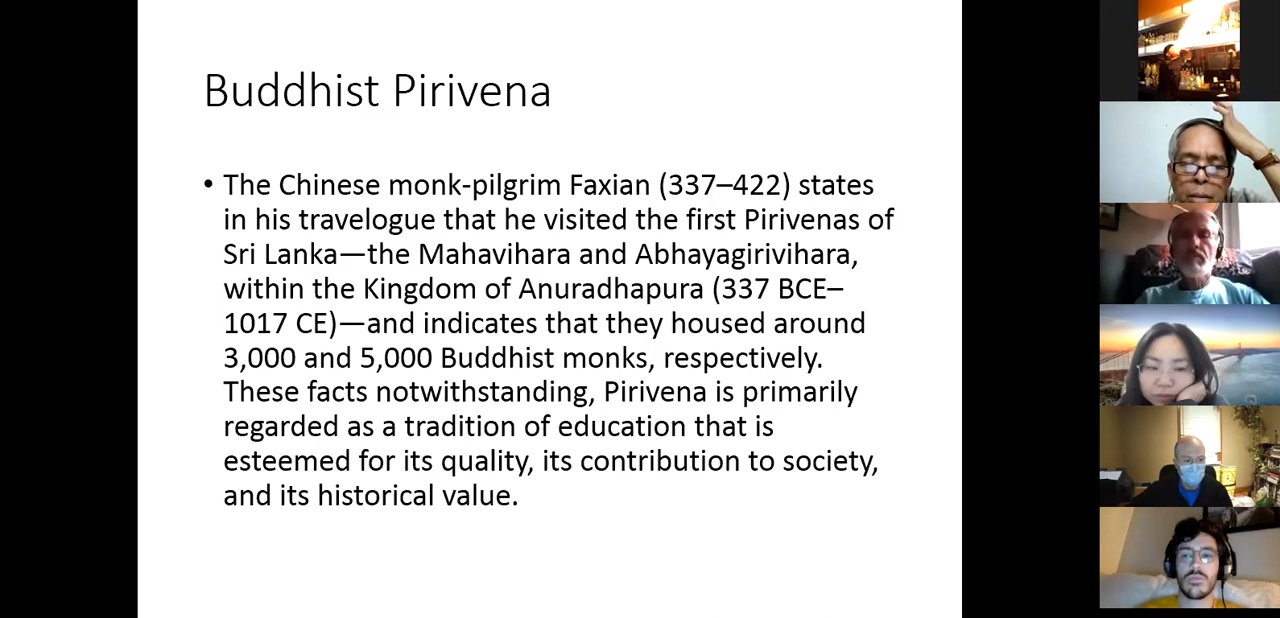 Buddhist Pirivena
• The Chinese monk-pilgrim Faxian (337–422) states
in his travelogue that he visited the first Pirivenas of
Sri Lanka—the Mahavihara and Abhayagirivihara,
within the Kingdom of Anuradhapura (337 BCE–
1017 CE)—and indicates that they housed around
3,000 and 5,000 Buddhist monks, respectively.
These facts notwithstanding, Pirivena is primarily
regarded as a tradition of education that is
esteemed for its quality, its contribution to society,
and its historical value.